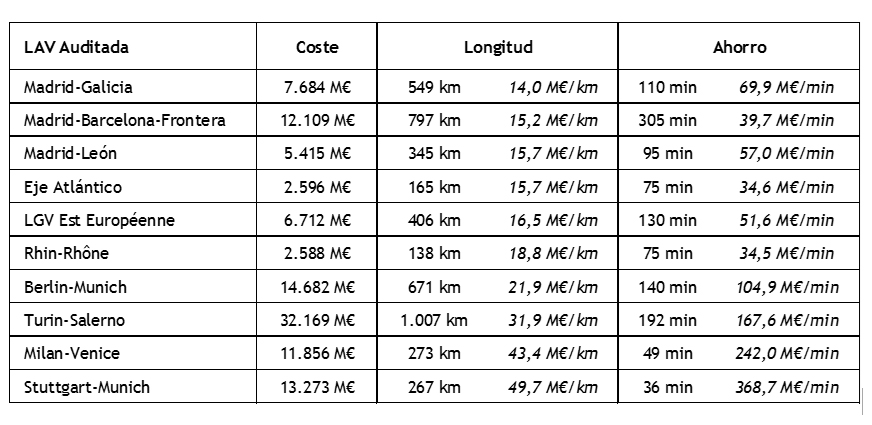 LAV Auditada Coste Longitud Ahorro
Madrid-Galicia 7.684 M€ 549 km 14,0 M€/km 110 min 69,9 M€/min
Madrid-Barcelona-Frontera 12.109 M€ 797 km 15,2 M€/km 305 min 39,7 M€/min
Madrid-León 5.415 M€ 345 km 15,7 M€/km 95 min 57,0 M€/min
Eje Atlántico 2.596 M€ 165 km 15,7 M€/km 75 min 34,6 M€/min
LGV Est Européenne 6.712 M€ 406 km 16,5 M€/km 130 min 51,6 M€/min
Rhin-Rhône 2.588 M€ 138 km 18,8 M€/km 75 min 34,5 M€/min
Berlin-Munich 14.682 M€ 671 km 21,9 M€/km 140 min 104,9 M€/min
Turin-Salerno 32.169 M€ 1.007 km 31,9 M€/km 192 min 167,6 M€/min
Milan-Venice 11.856 M€ 273 km 43,4 M€/km 49 min 242,0 M€/min
Stuttgart-Munich 13.273 M€ 267 km 49,7 M€/km 36 min 368,7 M€/min